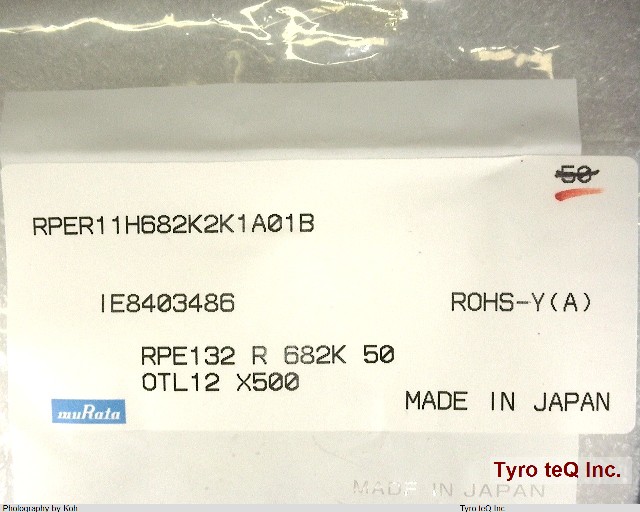 50
RPER11H682K2K1A01B
IE8403486
ROHS-Y(A)
RPE132 R 682K 50
OTL12 X500
muRata
MADE IN JAPAN
Tyro teQ Inc.
MADE IN JAPAN
Photography by Koh
Tyro teQ Inc